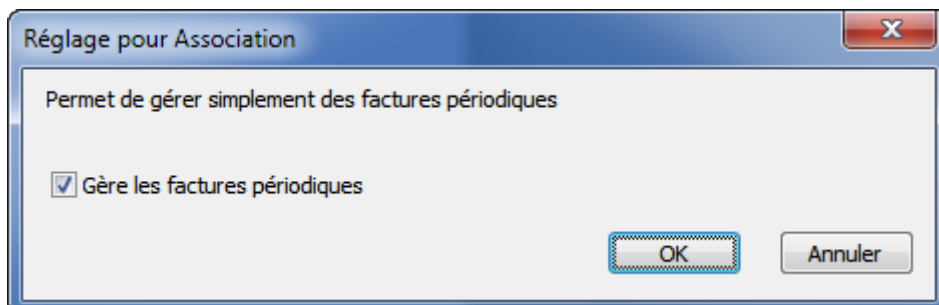 Réglage pour Association
Permet de gérer simplement des factures périodiques
Gère les factures périodiques
OK
Annuler